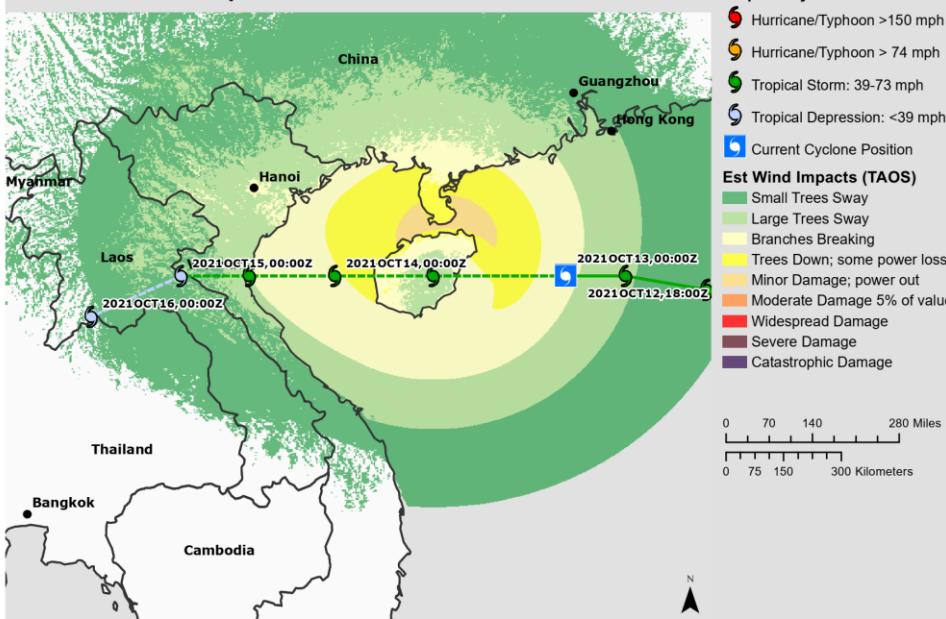 Hurricane/Typhoon >150 mph
Hurricane/Typhoon > 74 mph
Tropical Storm: 39-73 mph
Tropical Depression: <39 mph
Current Cyclone Position
Est Wind Impacts (TAOS)
Small Trees Sway
Large Trees Sway
Branches Breaking
Trees Down; some power loss
Minor Damage; power out
Moderate Damage 5% of value
Widespread Damage
Severe Damage
Catastrophic Damage
0 70 140 280 Miles
0 75 150 300 Kilometers
China
Guangzhou
Hong Kong
Hanoi
Myanmar
Laos
2021OCT15,00:00Z
2021OCT14,00:00Z
2021OCT13,00:00Z
2021OCT12,18:00Z
2021OCT16,00:00Z
Thailand
Bangkok
Cambodia
N